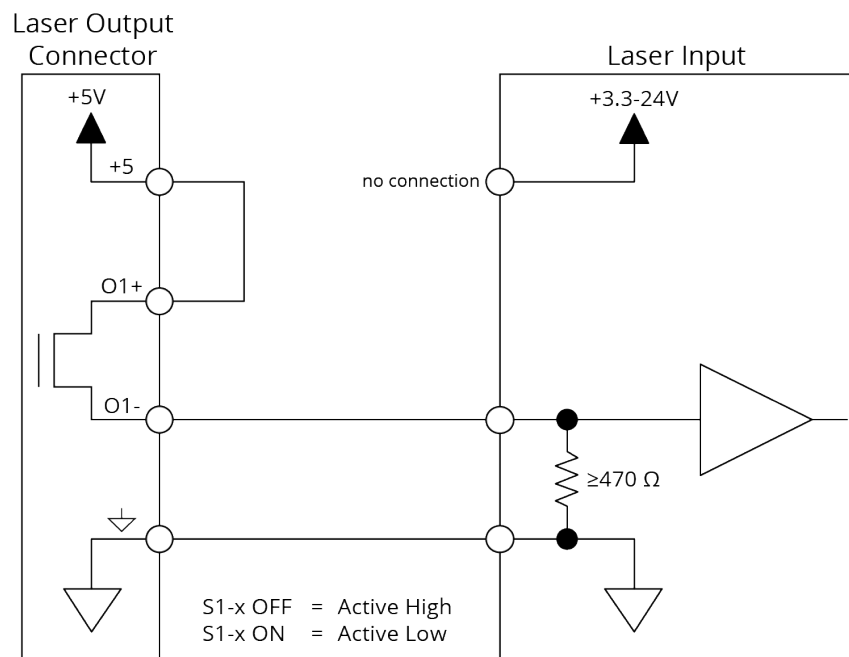 Laser Output
Connector
Laser Input
+5V
+3.3-24V
+5
no connection
O1+
O1-
≥470 Ω
S1-x OFF = Active High
S1-x ON = Active Low